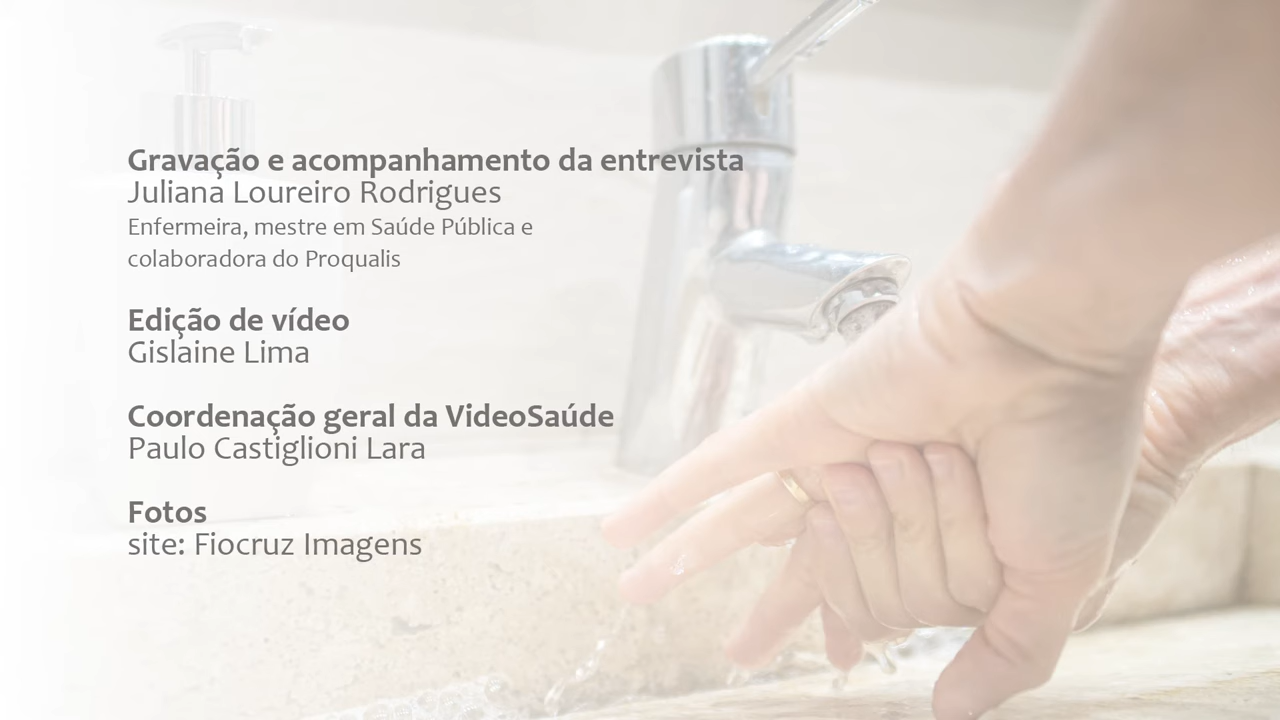 Gravação e acompanhamento da entrevista
Juliana Loureiro Rodrigues
Enfermeira, mestre em Saúde Pública e
colaboradora do Proqualis
Edição de vídeo
Gislaine Lima
Coordenação geral da VideoSaúde
Paulo Castiglioni Lara
Fotos
site: Fiocruz Imagens